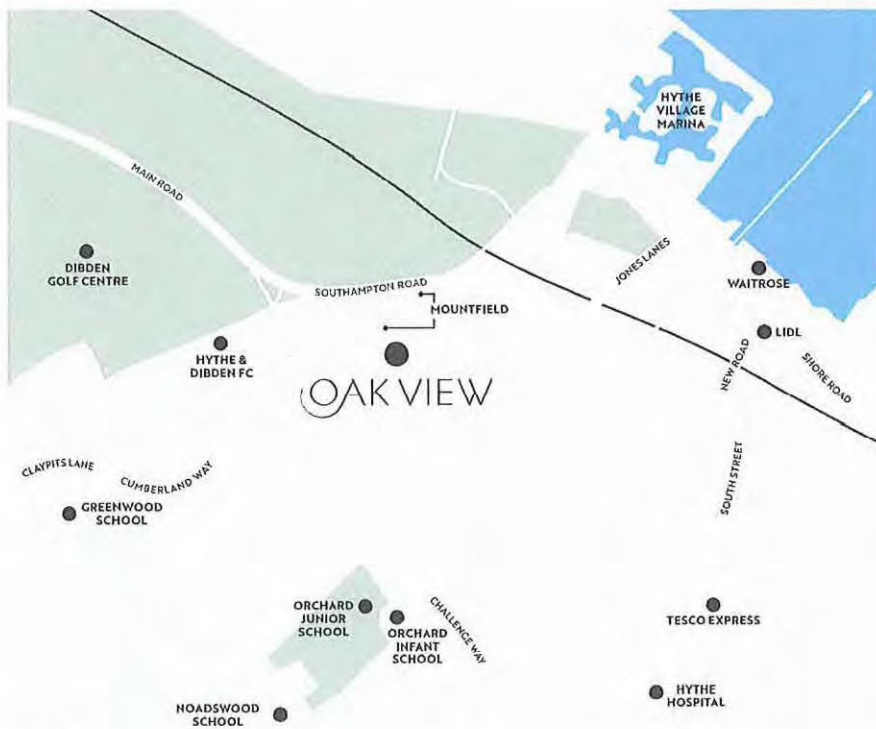 HYTHE
VILLAGE
MARINA
MAIN ROAD
DIBDEN
GOLF CENTRE
SOUTHAMPTON ROAD
MOUNTFIELD
JONES LANES
WAITROSE
HYTHE &
DIBDEN FC
LIDL
NEW ROAD
SHORE ROAD
OAK VIEW
CLAYPITS LANE
CUMBERLAND WAY
SOUTH STREET
GREENWOOD
SCHOOL
ORCHARD
JUNIOR
SCHOOL
ORCHARD
INFANT
SCHOOL
CHALLENCE WAY
TESCO EXPRESS
NOADSWOOD
SCHOOL
HYTHE
HOSPITAL